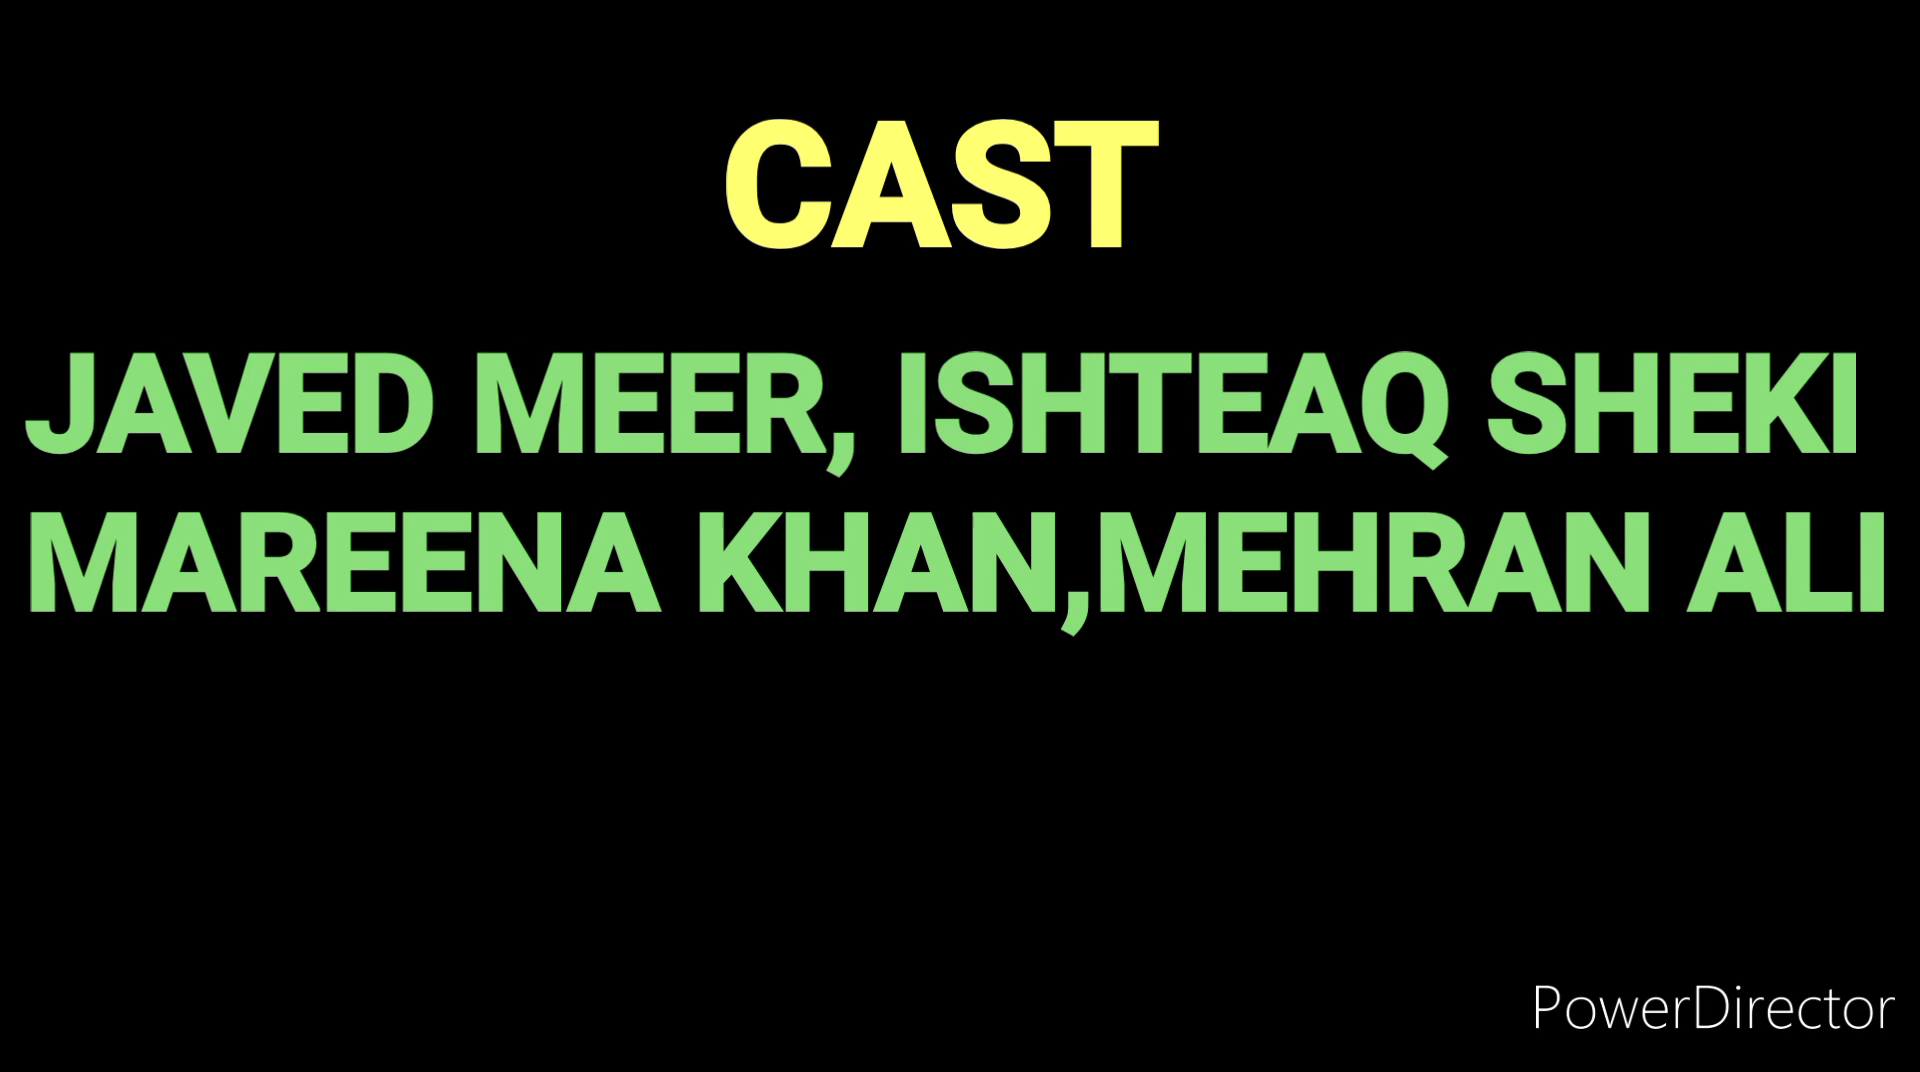 CAST
JAVED MEER, ISHTEAQ SHEKI
MAREENA KHAN,MEHRAN ALI
PowerDirector